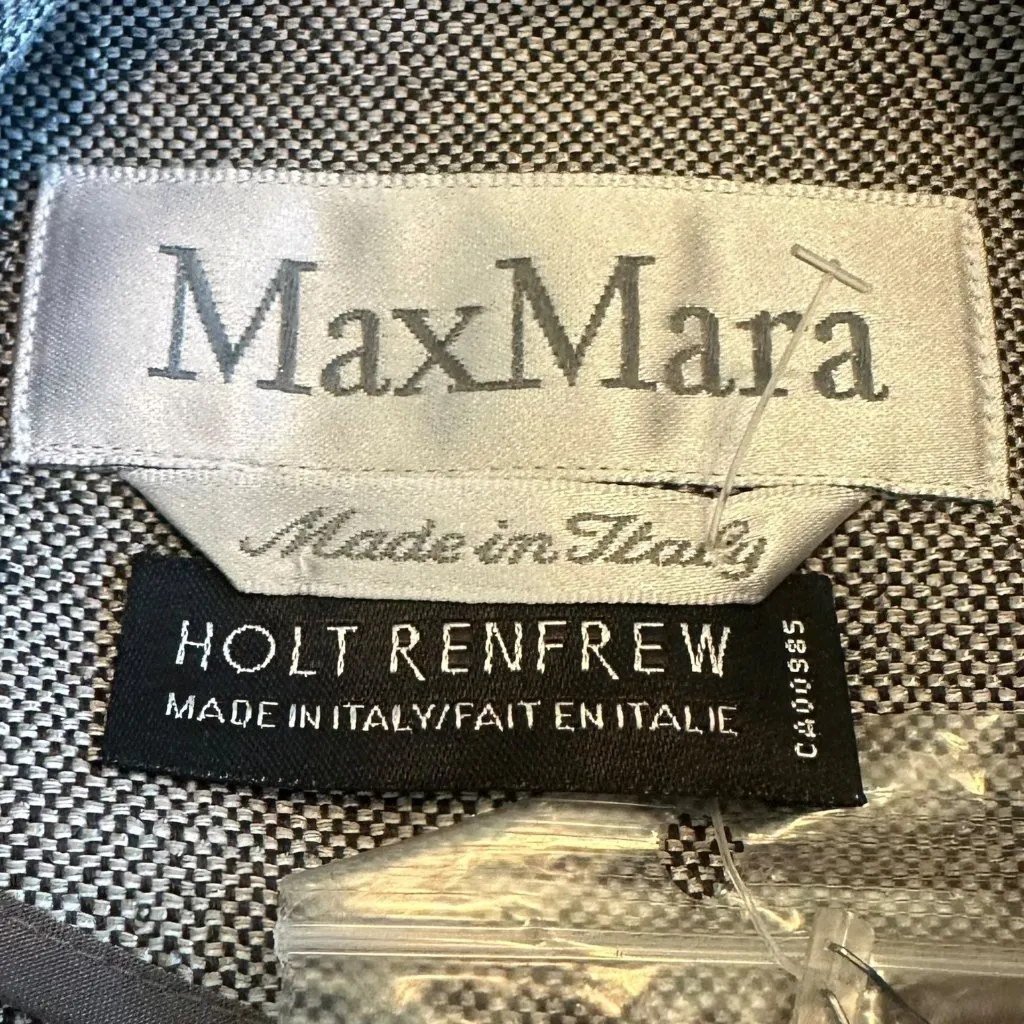 MaxMara
Made in Italy
HOLT RENFREW
MADE IN ITALY/FAIT EN ITALIE
CA00985